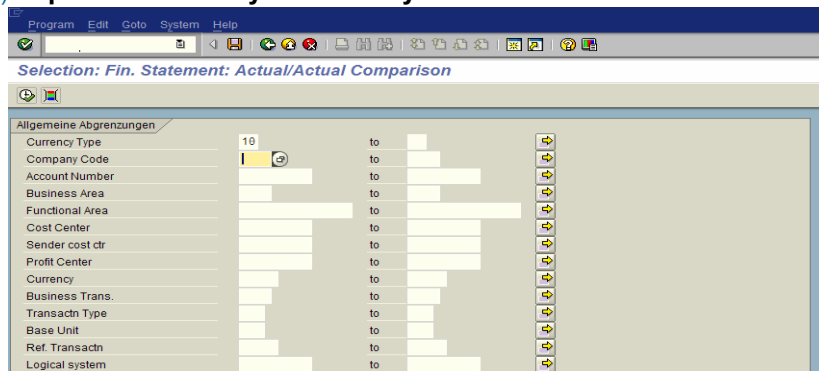 Program Edit Goto System Help
Selection: Fin. Statement: Actual/Actual Comparison
Allgemeine Abgrenzungen
Currency Type 10 to
Company Code to
Account Number to
Business Area to
Functional Area to
Cost Center to
Sender cost ctr to
Profit Center to
Currency to
Business Trans. to
Transactn Type to
Base Unit to
Ref. Transactn to
Logical system to